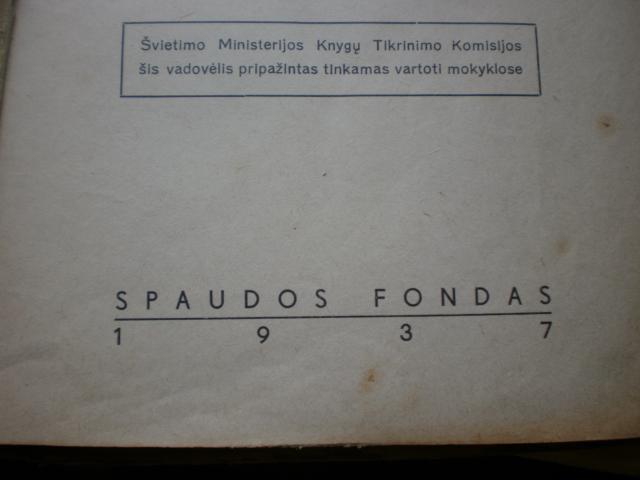 Švietimo Ministerijos Knygų Tikrinimo Komisijos
šis vadovėlis pripažintas tinkamas vartoti mokyklose
SPAUDOS FONDAS
1 9 3 7